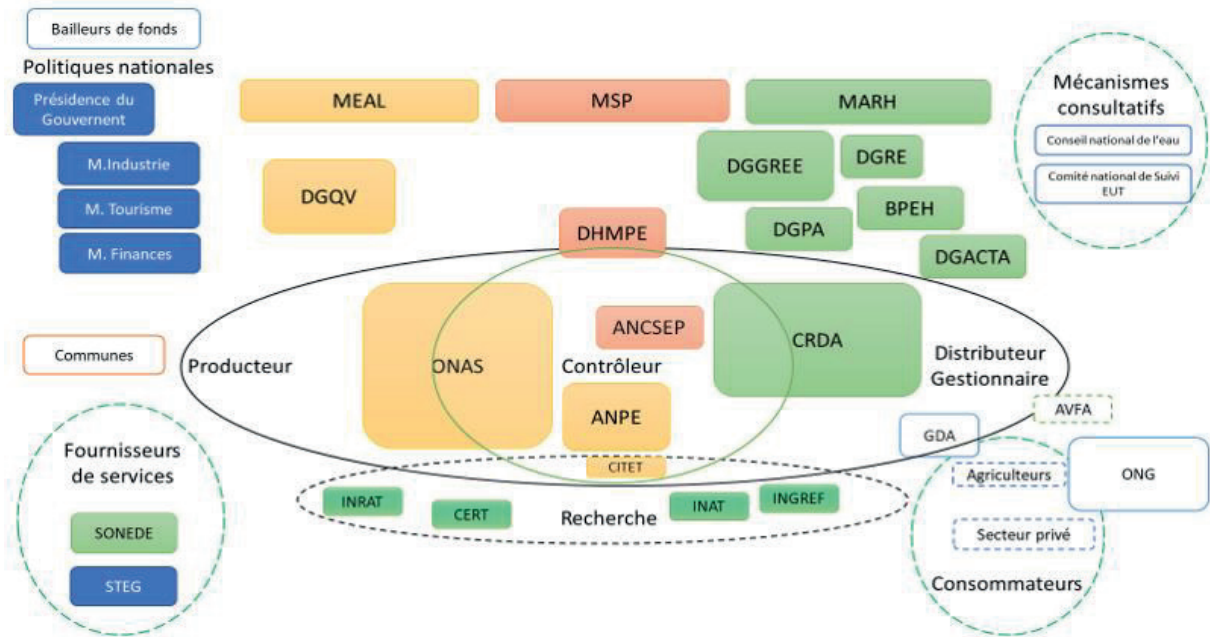 Bailleurs de fonds
Politiques nationales
Présidence du
Gouvernent
M.Industrie
M. Tourisme
M. Finances
MEAL
MSP
MARH
DGQV
DGGREE
DGRE
BPEH
DGPA
DGACTA
DHMPE
Mécanismes
consultatifs
Conseil national de l'eau
Comité national de Suivi
EUT
Communes
Producteur
ONAS
Contrôleur
ANCSEP
CRDA
ANPE
Distributeur
Gestionnaire
AVFA
GDA
CITET
INRAT
CERT
Recherche
INAT
INGREF
Fournisseurs
de services
SONEDE
STEG
Agriculteurs
ONG
Secteur privé
Consommateurs